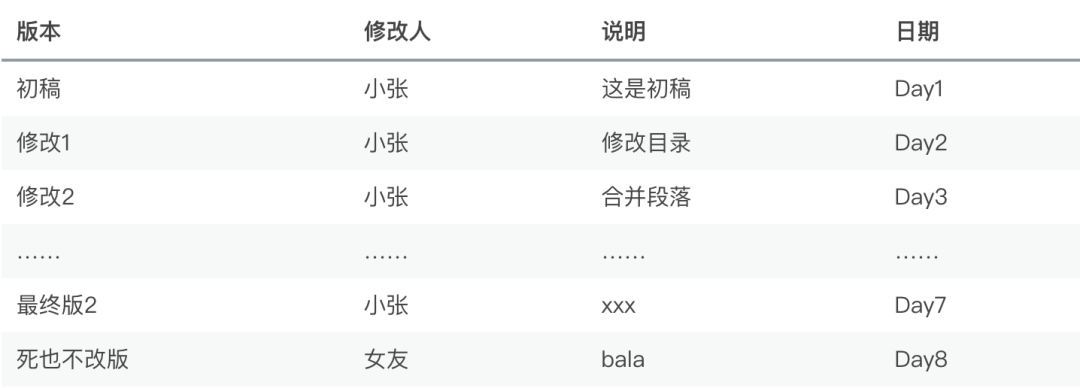 版本 修改人 说明 日期
初稿 小张 这是初稿 Day1
修改1 小张 修改目录 Day2
修改2 小张 合并段落 Day3
…… …… …… ……
最终版2 小张 xxx Day7
死也不改版 女友 bala Day8